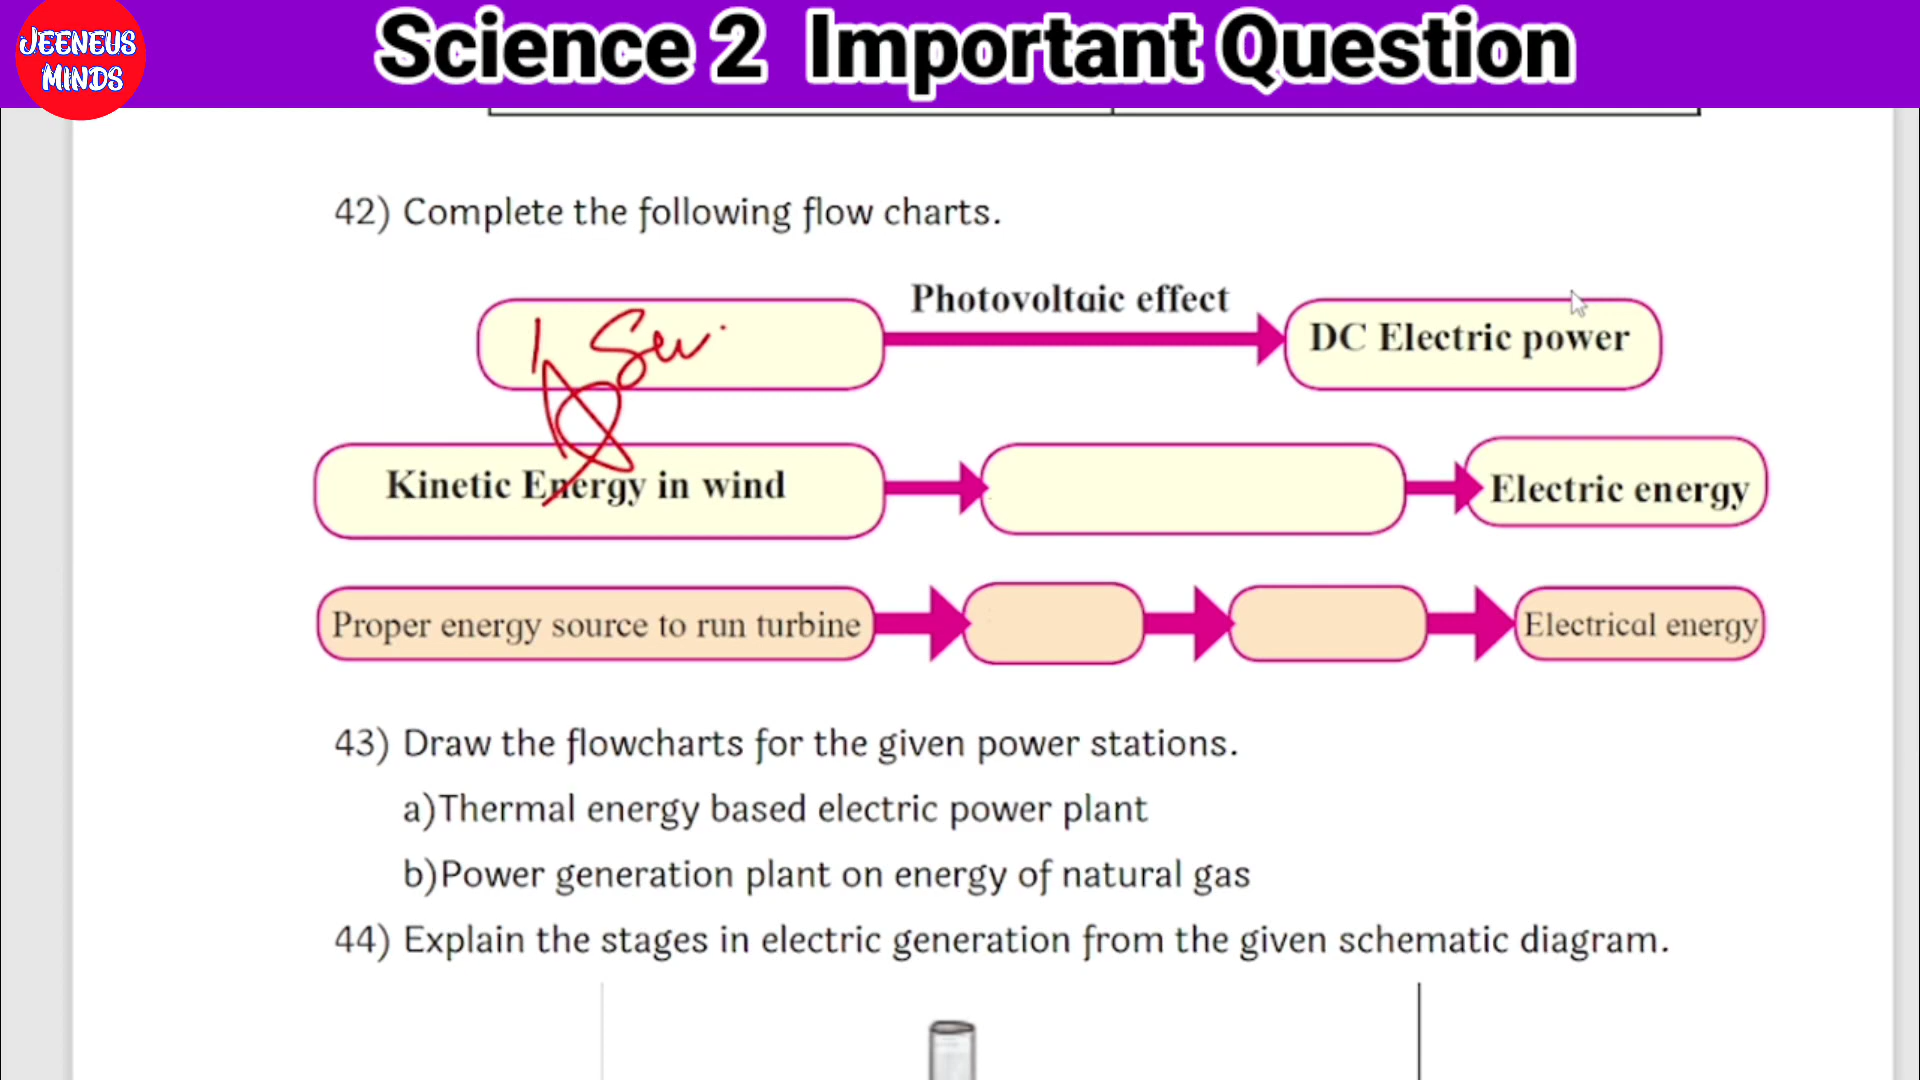 JEENEUS
MINDS
Science 2 Important Question
42) Complete the following flow charts.
Photovoltaic effect
DC Electric power
Kinetic Energy in wind
Electric energy
Proper energy source to run turbine
Electrical energy
43) Draw the flowcharts for the given power stations.
a)Thermal energy based electric power plant
b)Power generation plant on energy of natural gas
44) Explain the stages in electric generation from the given schematic diagram.